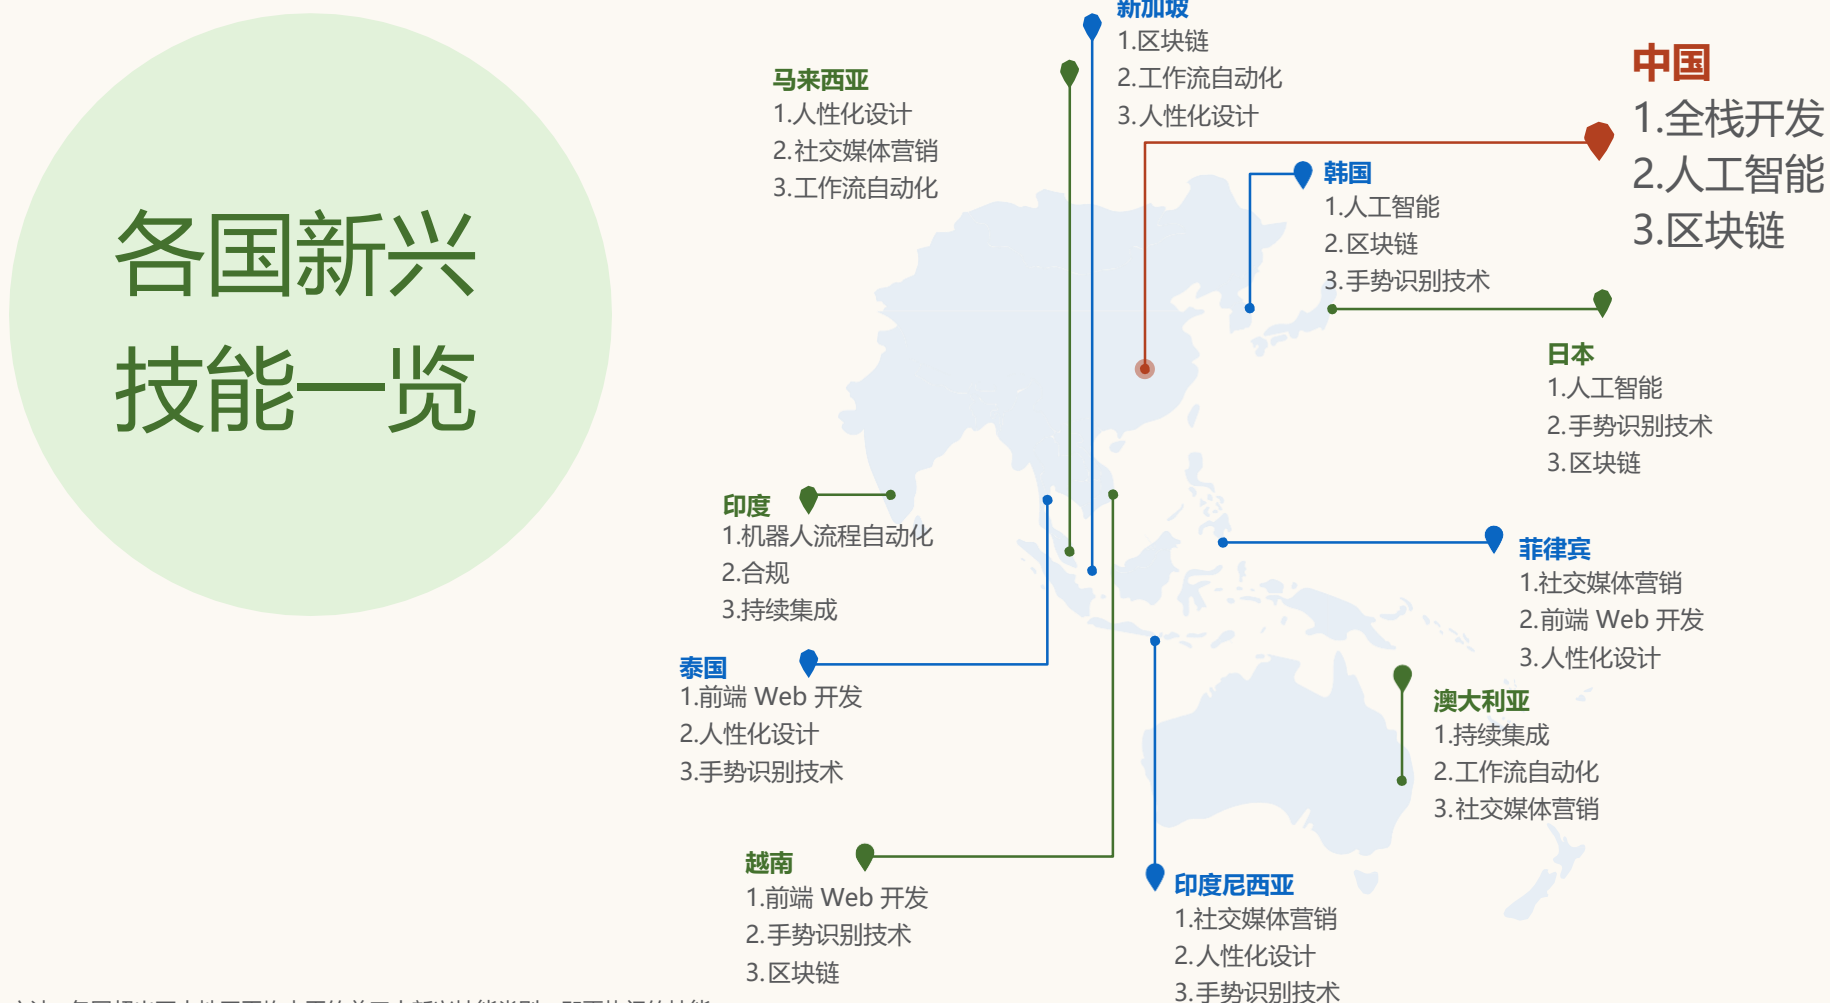 各国新兴
技能一览
新加坡
1.区块链
2.工作流自动化
3.人性化设计
马来西亚
1.人性化设计
2.社交媒体营销
3.工作流自动化
中国
1.全栈开发
2.人工智能
3.区块链
韩国
1.人工智能
2.区块链
3.手势识别技术
日本
1.人工智能
2.手势识别技术
3.区块链
印度
1.机器人流程自动化
2.合规
3.持续集成
菲律宾
1.社交媒体营销
2.前端 Web 开发
3.人性化设计
泰国
1.前端 Web 开发
2.人性化设计
3.手势识别技术
澳大利亚
1.持续集成
2.工作流自动化
3.社交媒体营销
越南
1.前端 Web 开发
2.手势识别技术
3.区块链
印度尼西亚
1.社交媒体营销
2.人性化设计
3.手势识别技术